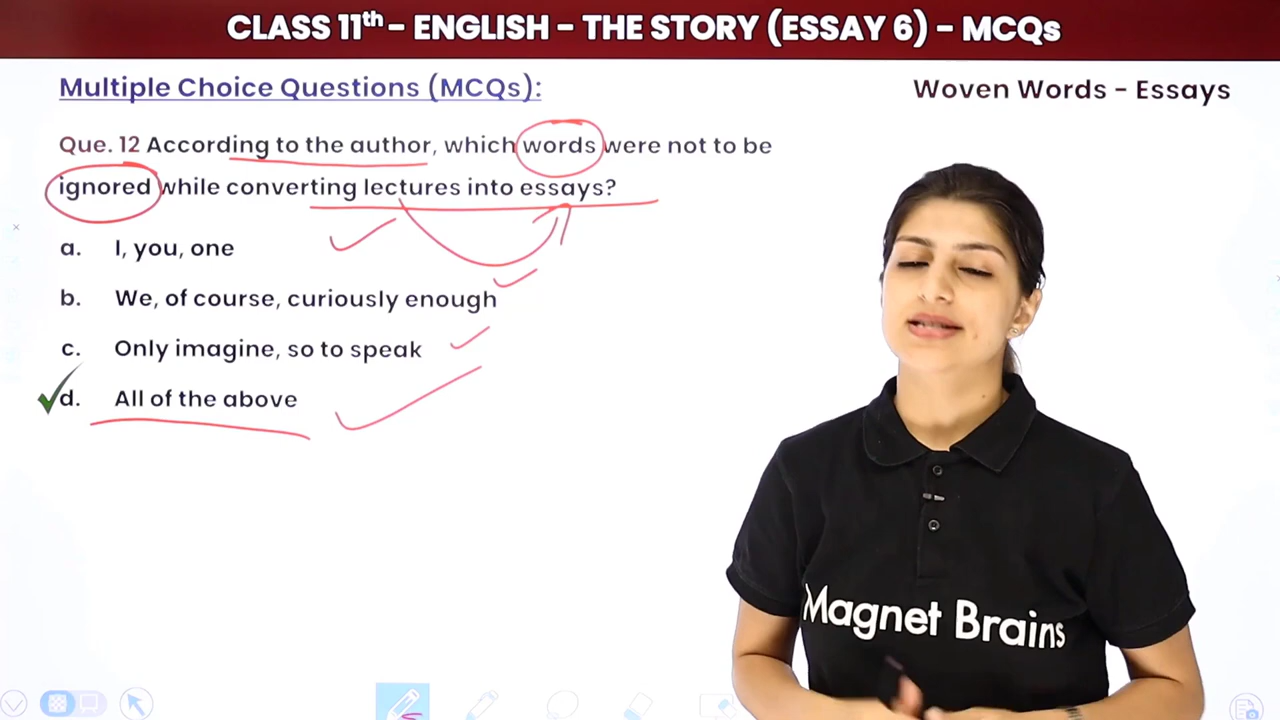 CLASS 11th – ENGLISH – THE STORY (ESSAY 6) – MCQs
Multiple Choice Questions (MCQs):
Woven Words – Essays
Que. 12 According to the author, which words were not to be
ignored while converting lectures into essays?
a. I, you, one
b. We, of course, curiously enough
c. Only imagine, so to speak
d. All of the above
Magnet Brains